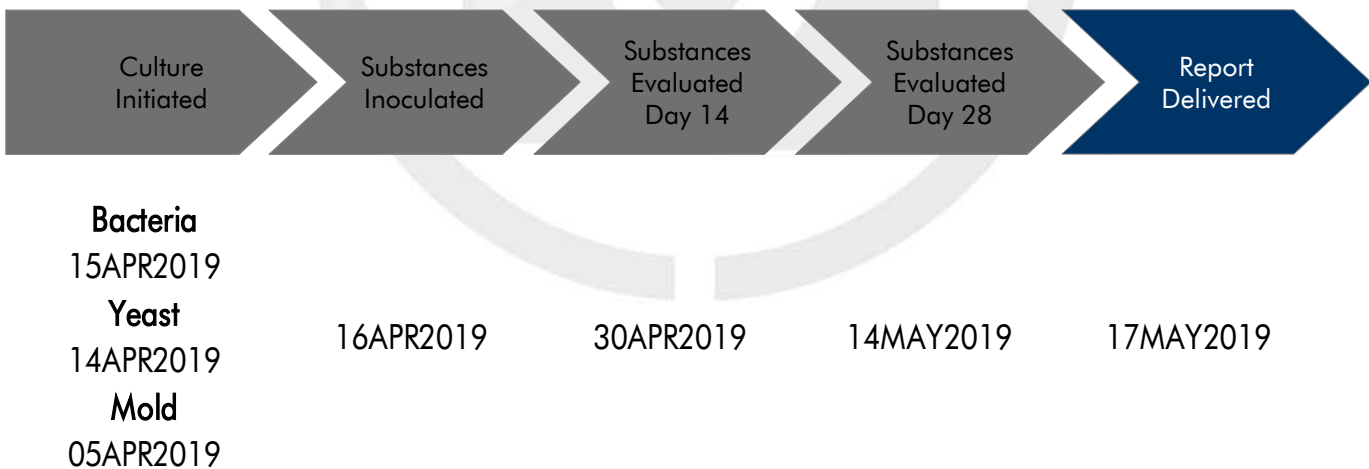 Culture
Initiated
Substances
Inoculated
Substances
Evaluated
Day 14
Substances
Evaluated
Day 28
Report
Delivered
Bacteria
15APR2019
Yeast
14APR2019
Mold
05APR2019
16APR2019
30APR2019
14MAY2019
17MAY2019